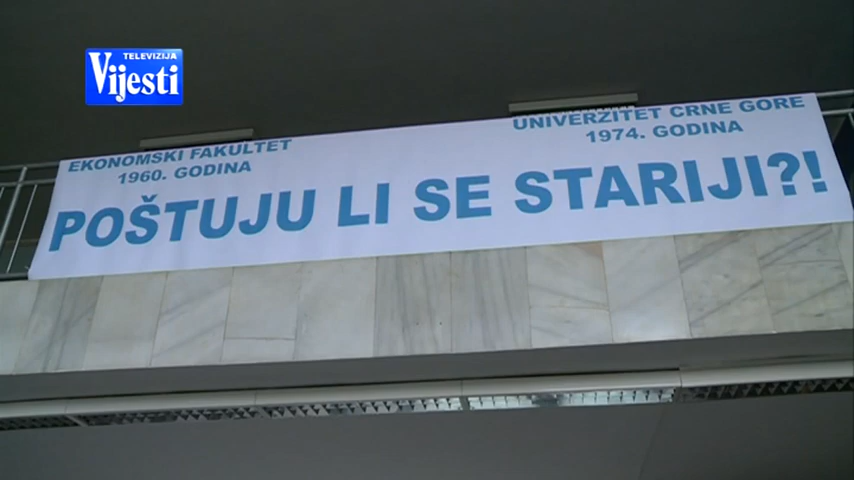 TELEVIZIJA
Vijesti
EKONOMSKI FAKULTET
1960. GODINA
UNIVERZITET CRNE GORE
1974. GODINA
POŠTUJU LI SE STARIJI?!